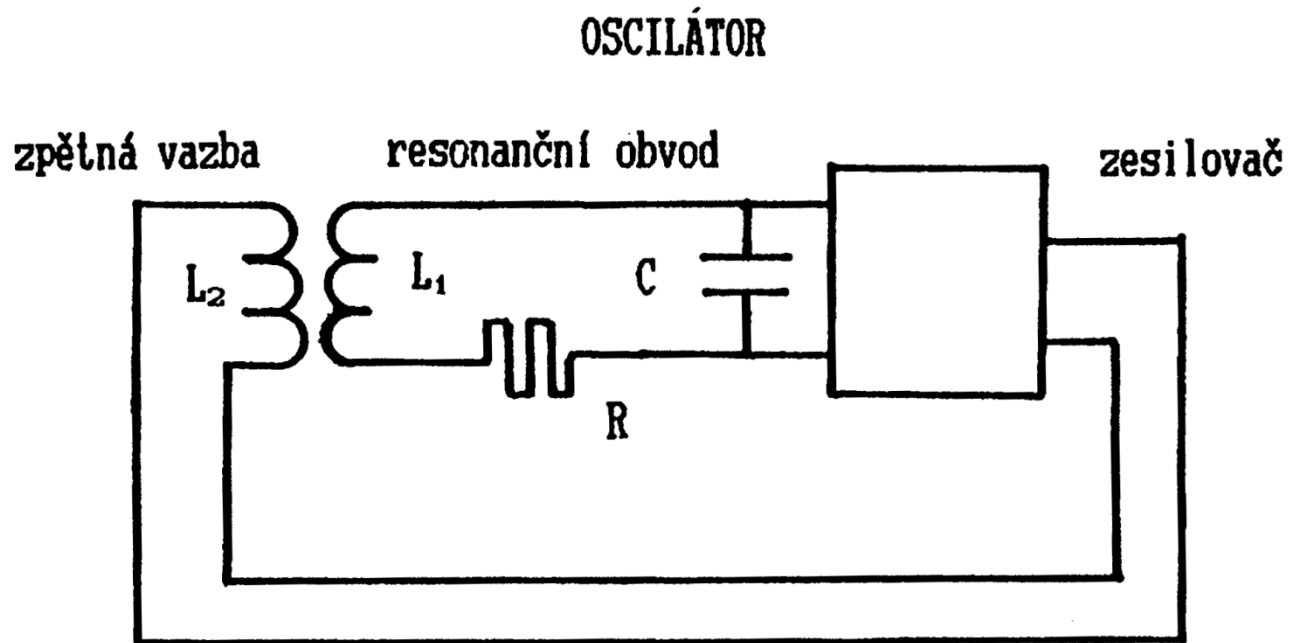 OSCILÁTOR
zpětná vazba
resonanční obvod
zesilovač
L₂
L₁
C
R